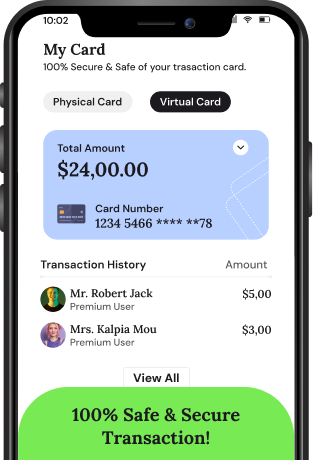 10:02
My Card
100% Secure & Safe of your trasaction card.
Physical Card
Virtual Card
Total Amount
$24,00.00
Card Number
1234 5466 **** **78
Transaction History
Amount
Mr. Robert Jack
$5,00
Premium User
Mrs. Kalpia Mou
$3,00
Premium User
View All
100% Safe & Secure
Transaction!